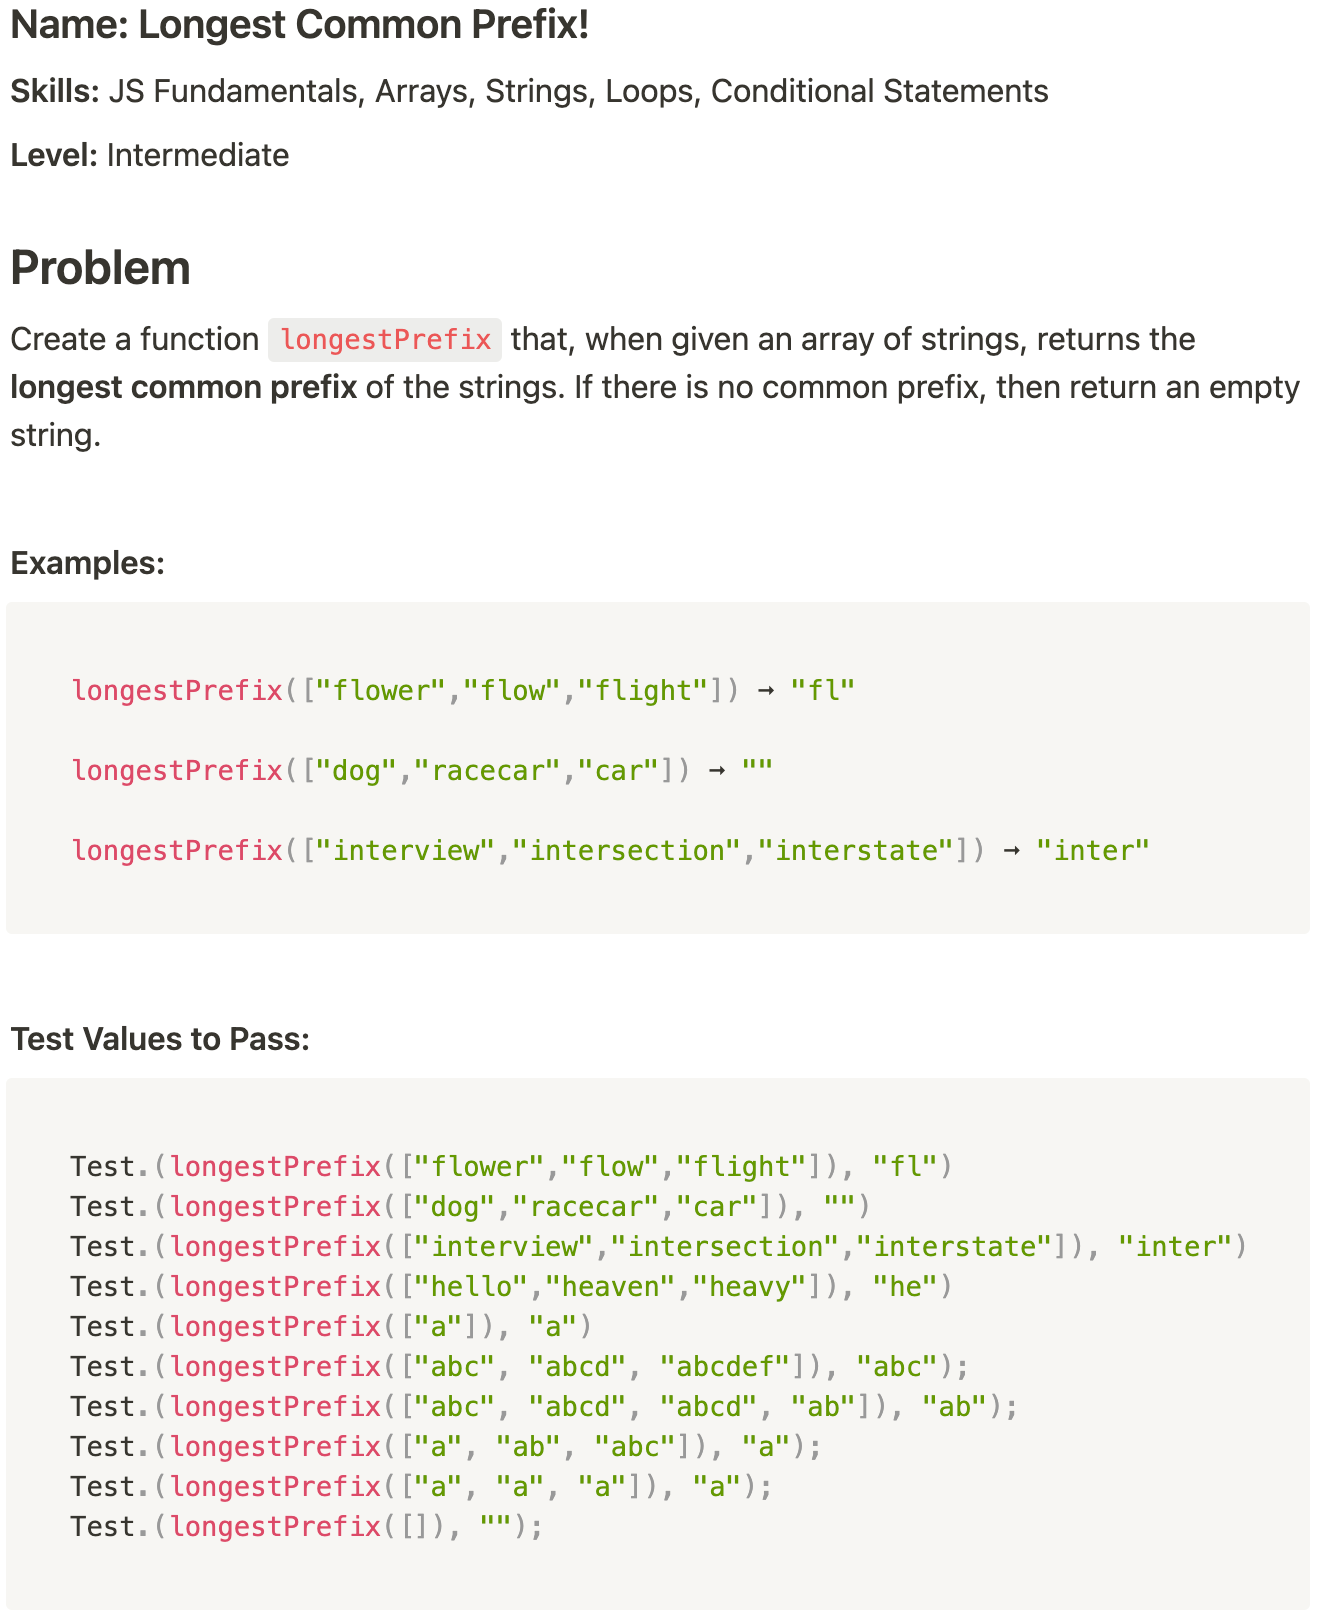 Name: Longest Common Prefix!
Skills: JS Fundamentals, Arrays, Strings, Loops, Conditional Statements
Level: Intermediate
Problem
Create a function longestPrefix that, when given an array of strings, returns the
longest common prefix of the strings. If there is no common prefix, then return an empty
string.
Examples:
longestPrefix(["flower","flow","flight"]) → "fl"
longestPrefix(["dog","racecar","car"]) → ""
longestPrefix(["interview","intersection","interstate"]) → "inter"
Test Values to Pass:
Test.(longestPrefix(["flower","flow","flight"]), "fl")
Test.(longestPrefix(["dog","racecar","car"]), "")
Test.(longestPrefix(["interview","intersection","interstate"]), "inter")
Test.(longestPrefix(["hello","heaven","heavy"]), "he")
Test.(longestPrefix(["a"]), "a")
Test.(longestPrefix(["abc", "abcd", "abcdef"]), "abc");
Test.(longestPrefix(["abc", "abcd", "abcd", "ab"]), "ab");
Test.(longestPrefix(["a", "ab", "abc"]), "a");
Test.(longestPrefix(["a", "a", "a"]), "a");
Test.(longestPrefix([]), "");